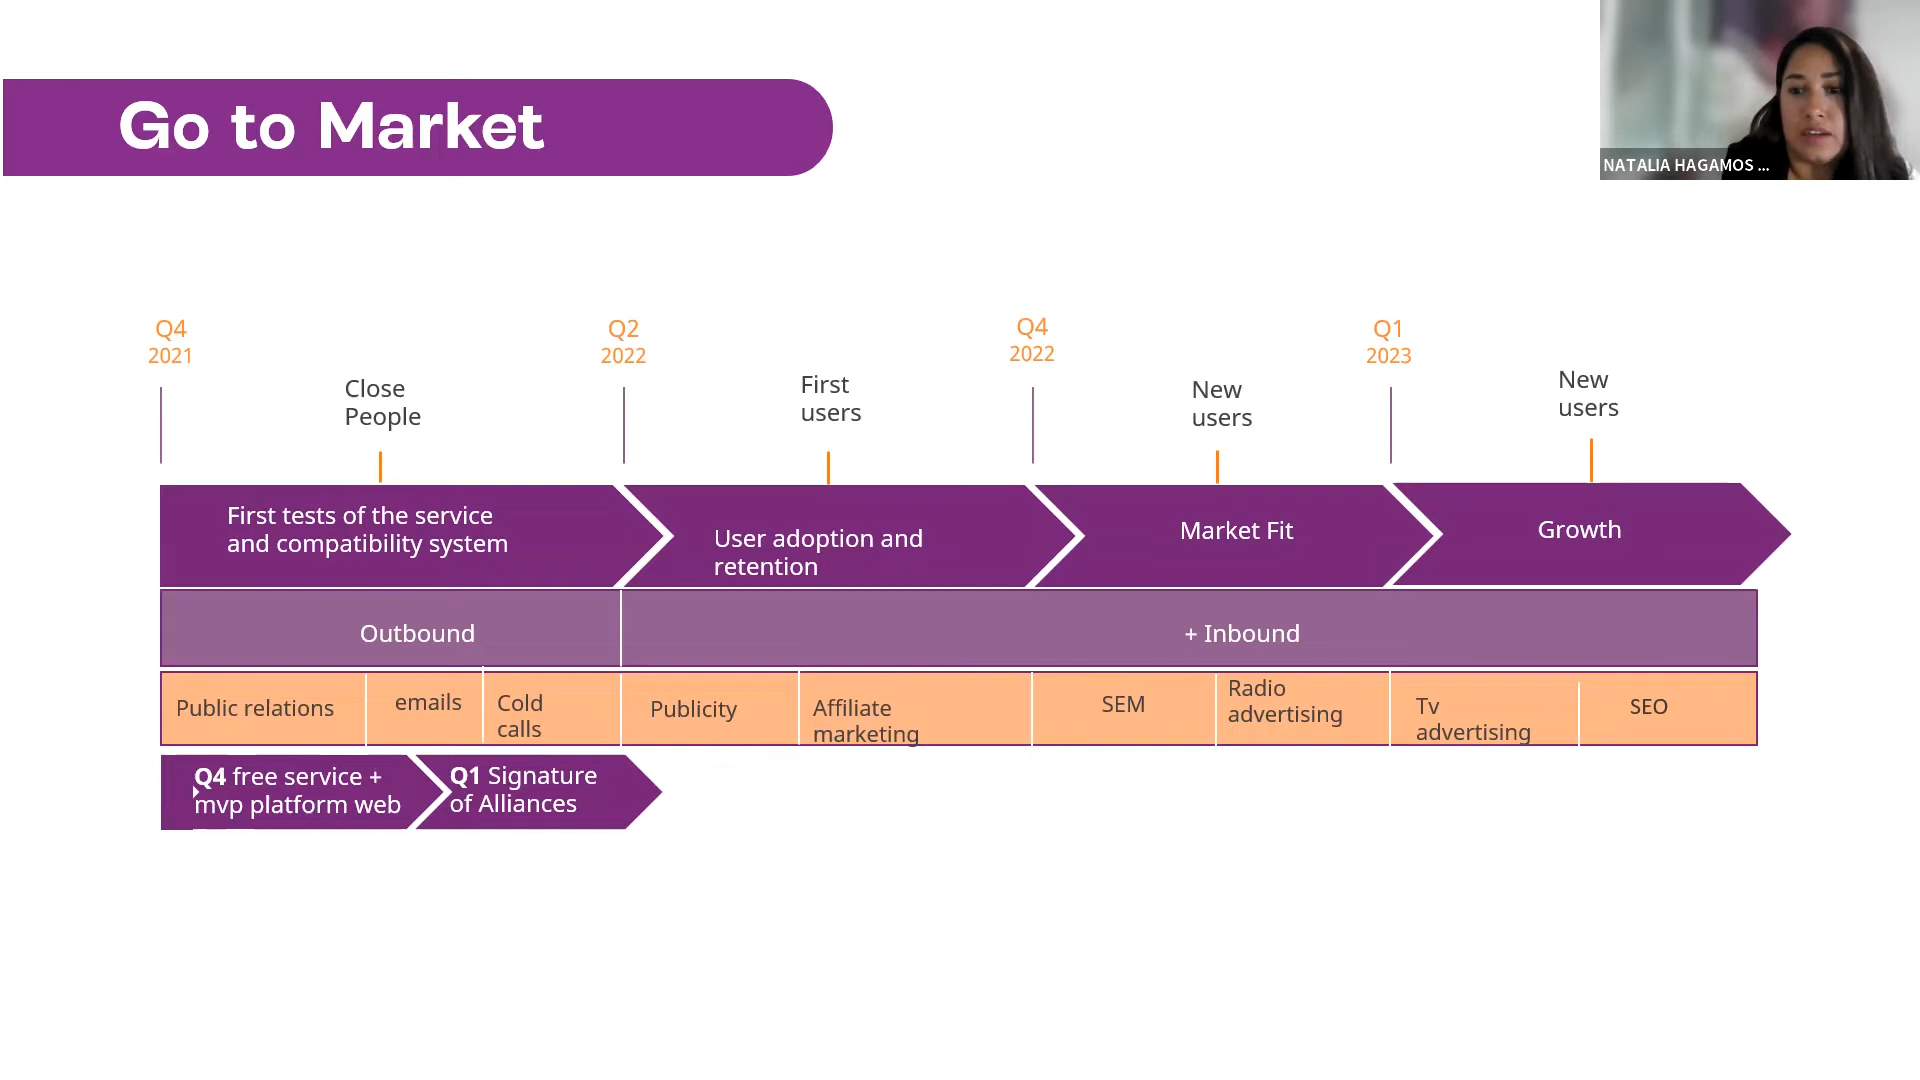 Go to Market
NATALIA HAGAMOS ...
Q4
2021
Q2
2022
Q4
2022
Q1
2023
Close
People
First
users
New
users
New
users
First tests of the service
and compatibility system
User adoption and
retention
Market Fit
Growth
Outbound
+ Inbound
Public relations
emails
Cold
calls
Publicity
Affiliate
marketing
SEM
Radio
advertising
Tv
advertising
SEO
Q4 free service +
mvp platform web
Q1 Signature
of Alliances